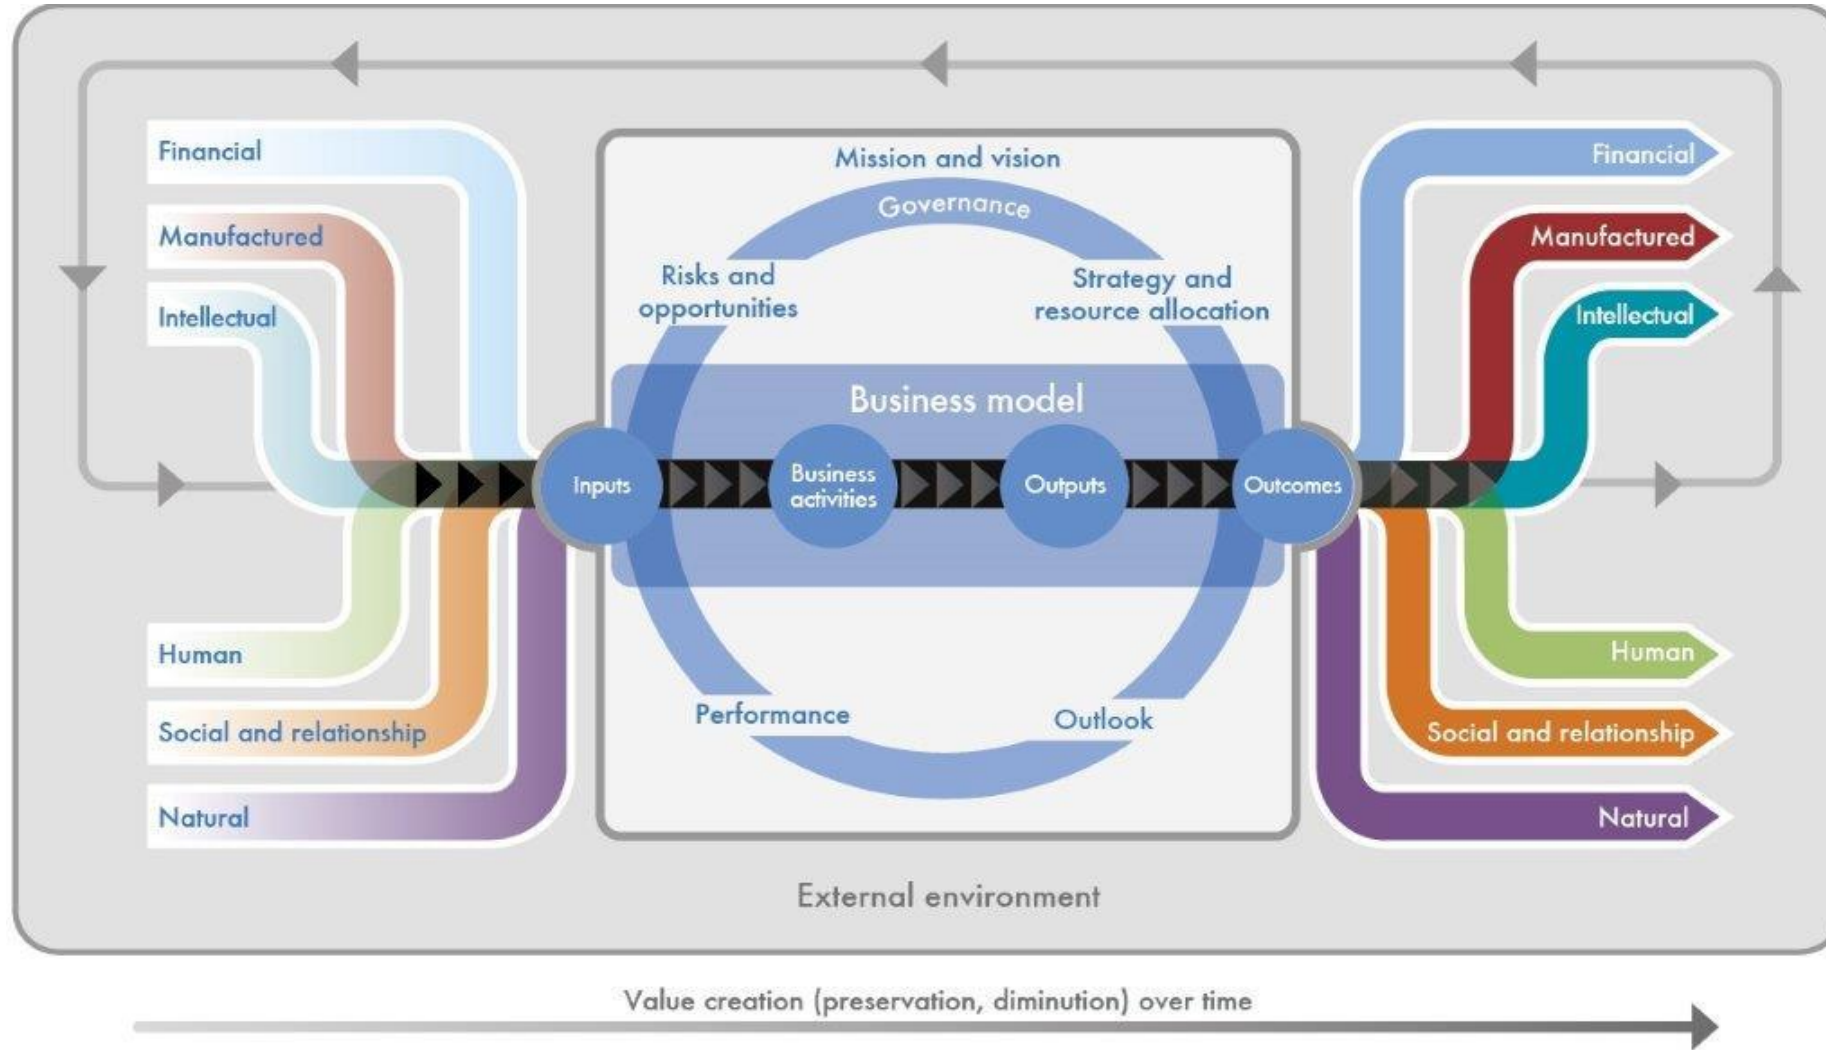 Financial
Manufactured
Intellectual
Human
Social and relationship
Natural
Mission and vision
Governance
Risks and
opportunities
Strategy and
resource allocation
Business model
Inputs
Business
activities
Outputs
Outcomes
Performance
Outlook
Financial
Manufactured
Intellectual
Human
Social and relationship
Natural
External environment
Value creation (preservation, diminution) over time